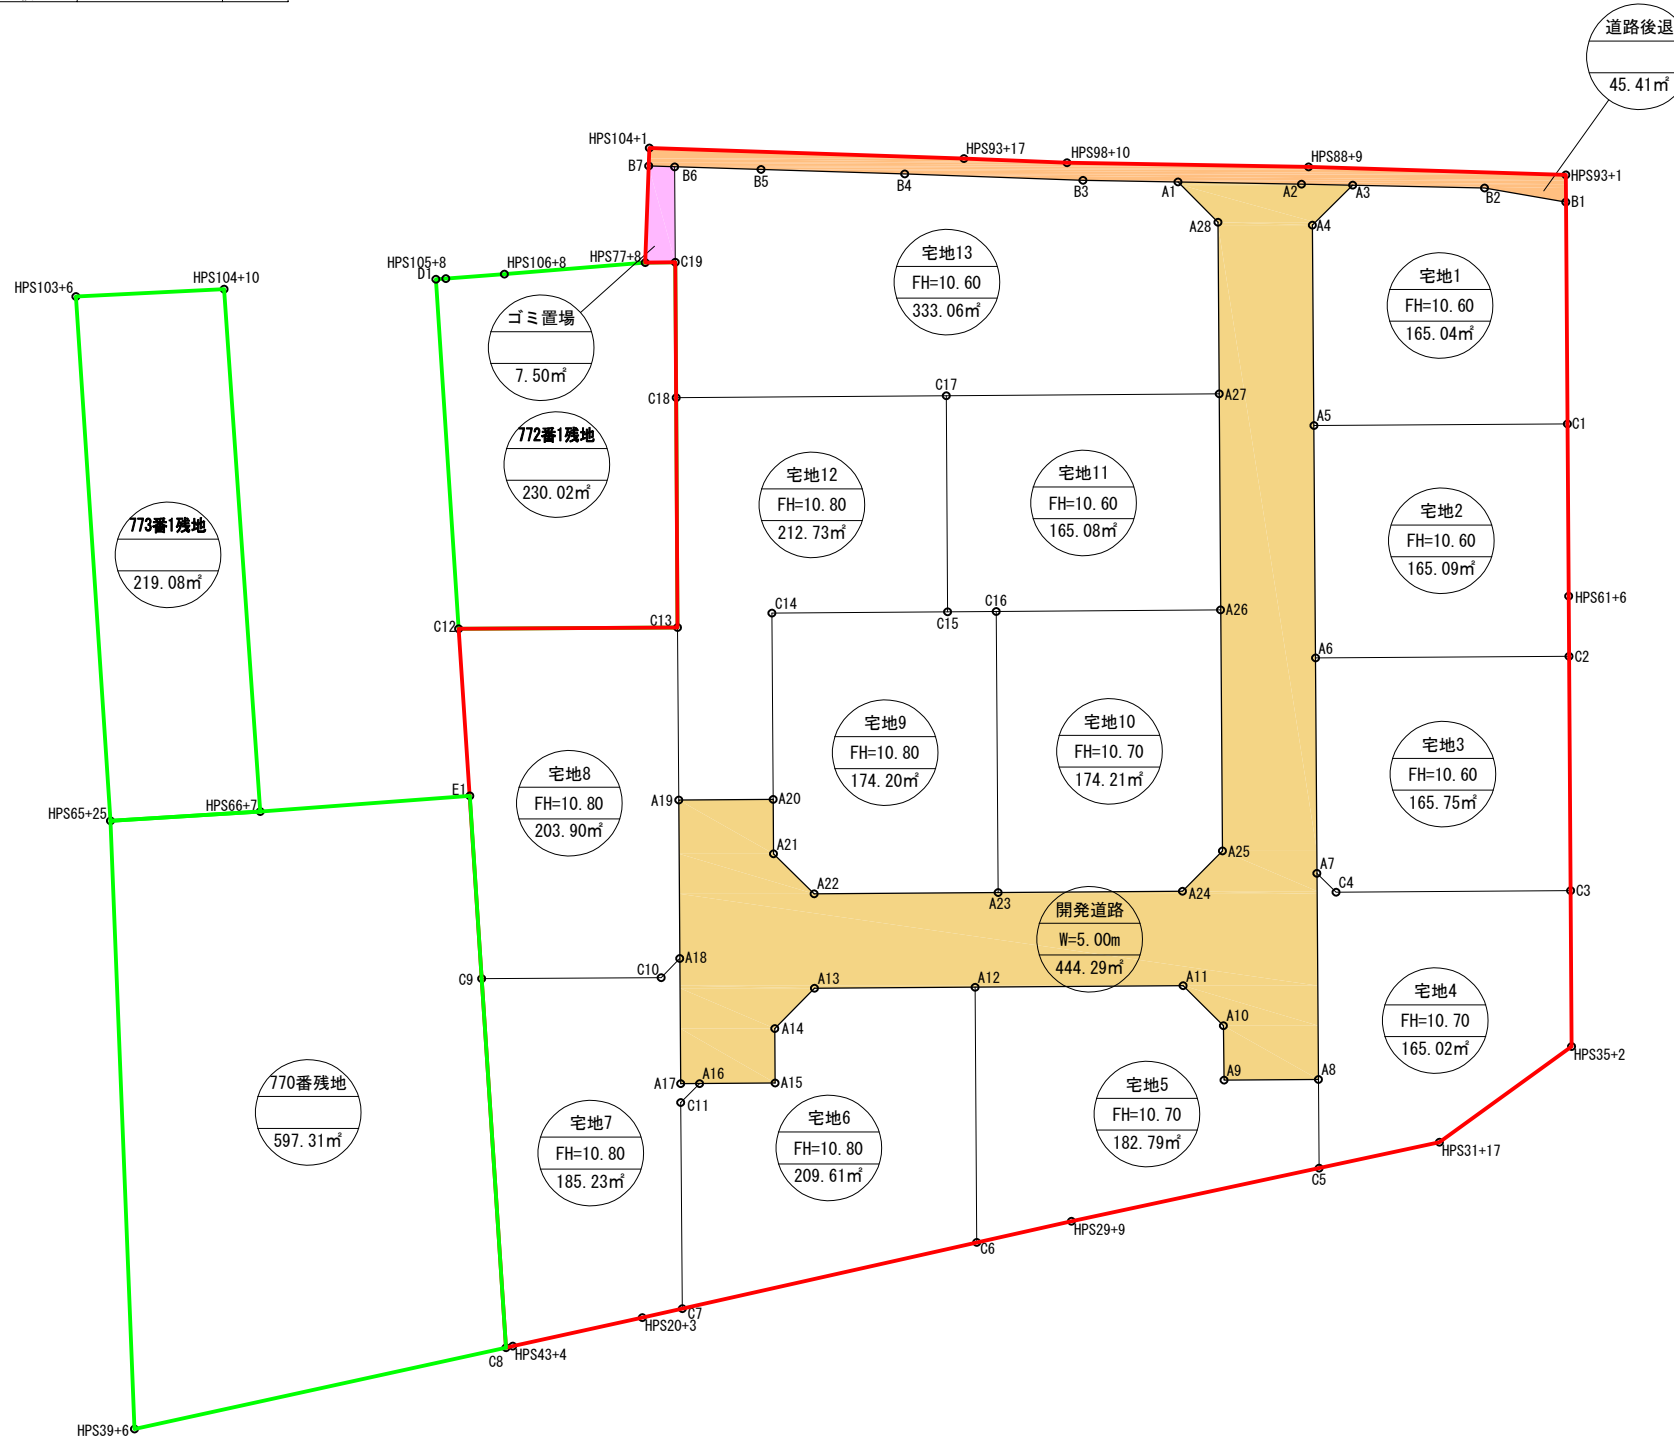 道路後退
45.41㎡
HPS104+1
HPS93+17
HPS98+10
HPS88+9
HPS93+1
B7
B6
B5
B4
B3
A1
A2
A3
B2
B1
A28
A4
HPS77+8
C19
HPS105+8
D1
HPS106+8
HPS103+6
HPS104+10
宅地13
FH=10.60
333.06㎡
宅地1
FH=10.60
165.04㎡
ゴミ置場
7.50㎡
C18
C17
A27
A5
C1
772番1残地
230.02㎡
宅地12
FH=10.80
212.73㎡
宅地11
FH=10.60
165.08㎡
宅地2
FH=10.60
165.09㎡
773番1残地
219.08㎡
HPS61+6
C12
C13
C14
C15
C16
A26
A6
C2
宅地9
FH=10.80
174.20㎡
宅地10
FH=10.70
174.21㎡
宅地3
FH=10.60
165.75㎡
宅地8
FH=10.80
203.90㎡
E1
HPS66+7
HPS65+25
A19
A20
A21
A22
A23
A24
A25
A7
C4
C3
開発道路
W=5.00m
444.29㎡
C9
C10
A18
A13
A12
A11
A10
宅地4
FH=10.70
165.02㎡
HPS35+2
A14
A17
A16
A15
C11
A9
A8
770番残地
597.31㎡
宅地7
FH=10.80
185.23㎡
宅地6
FH=10.80
209.61㎡
宅地5
FH=10.70
182.79㎡
HPS31+17
C5
HPS29+9
C6
C7
HPS20+3
HPS43+4
C8
HPS39+6